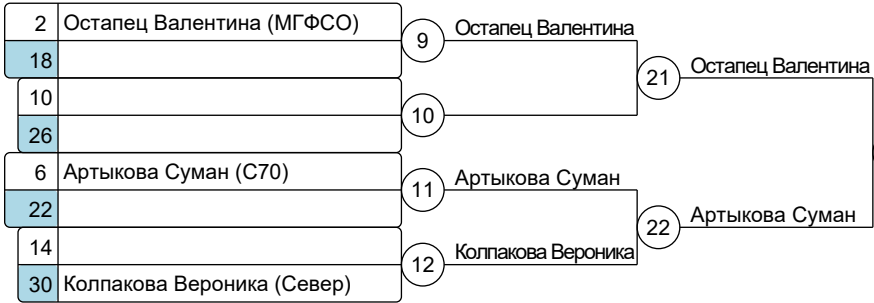 2 Остапец Валентина (МГФСО)
18
9 Остапец Валентина
21 Остапец Валентина
10
26
10
6 Артыкова Суман (С70)
22
11 Артыкова Суман
22 Артыкова Суман
14
30 Колпакова Вероника (Север)
12 Колпакова Вероника